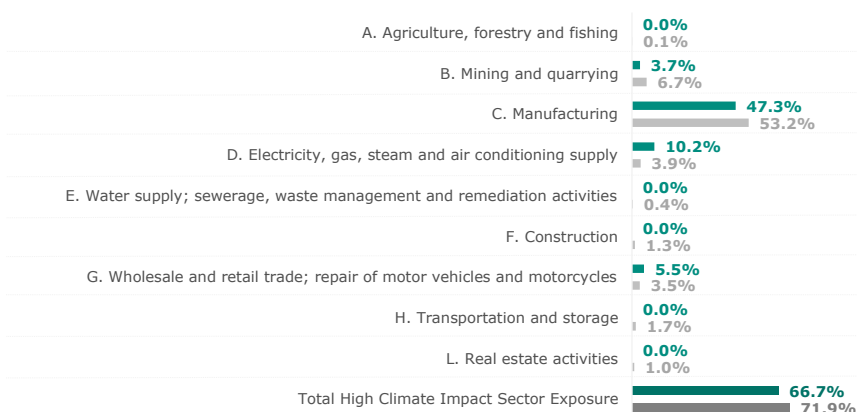 A. Agriculture, forestry and fishing
0.0%
0.1%
B. Mining and quarrying
3.7%
6.7%
C. Manufacturing
47.3%
53.2%
D. Electricity, gas, steam and air conditioning supply
10.2%
3.9%
E. Water supply; sewerage, waste management and remediation activities
0.0%
0.4%
F. Construction
0.0%
1.3%
G. Wholesale and retail trade; repair of motor vehicles and motorcycles
5.5%
3.5%
H. Transportation and storage
0.0%
1.7%
L. Real estate activities
0.0%
1.0%
Total High Climate Impact Sector Exposure
66.7%
71.9%